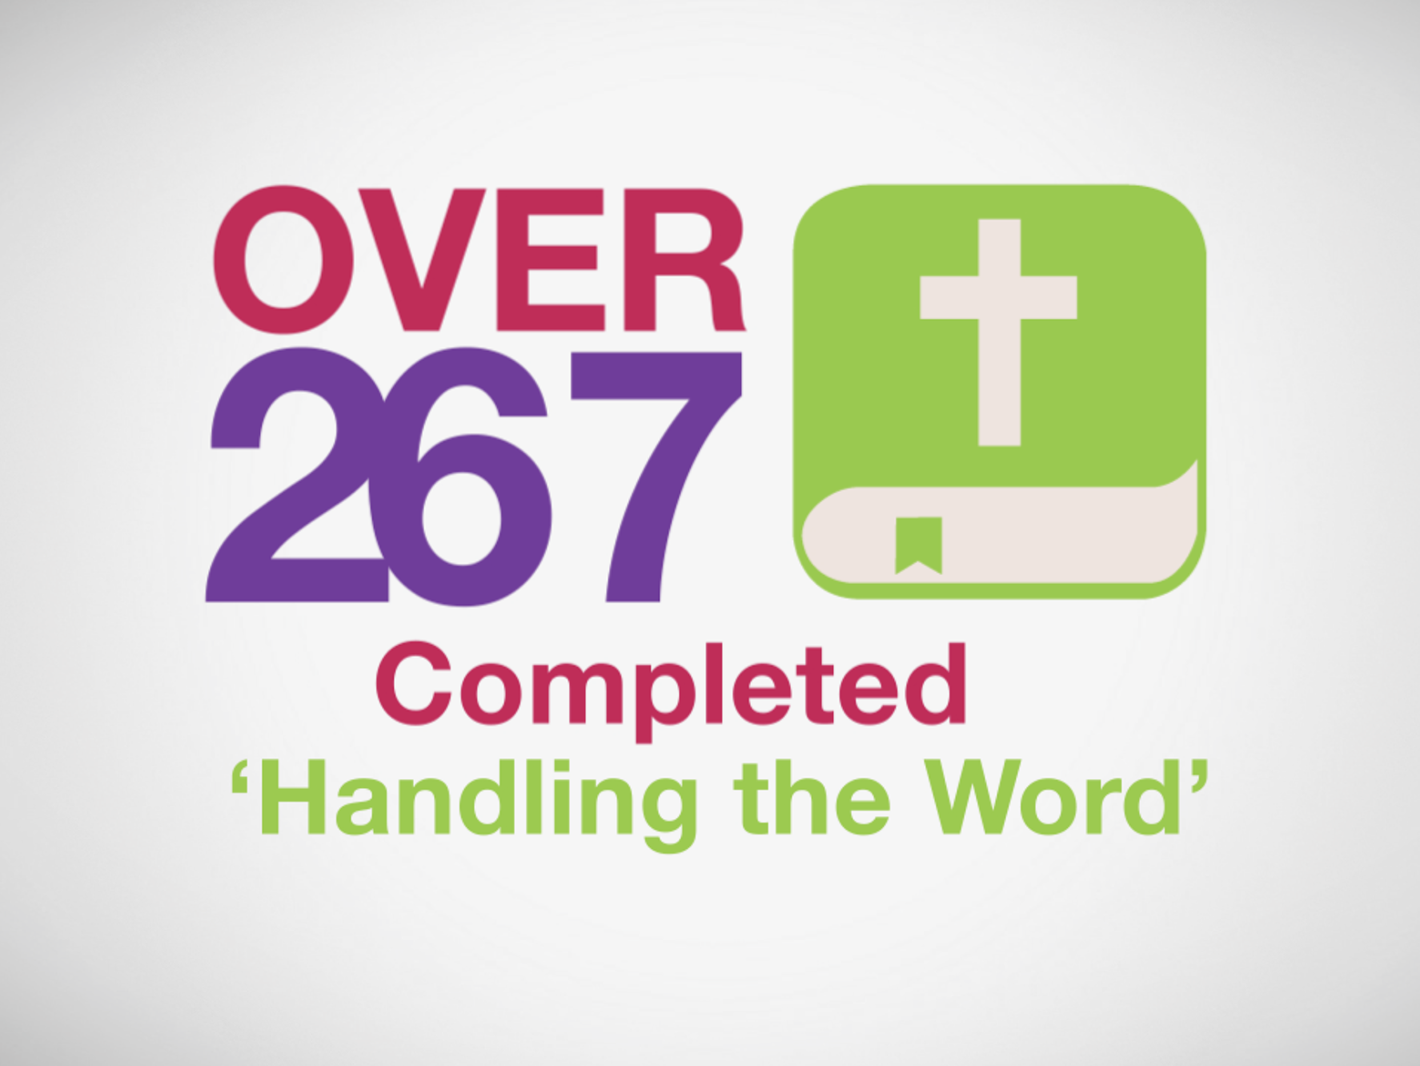 OVER
267
Completed
‘Handling the Word’